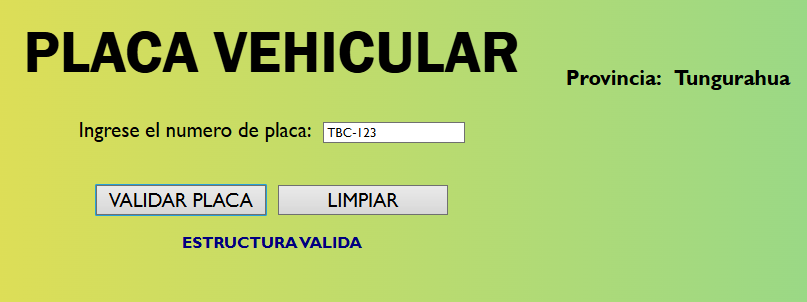 PLACA VEHICULAR
Provincia: Tungurahua
Ingrese el numero de placa: TBC-123
VALIDAR PLACA LIMPIAR
ESTRUCTURA VALIDA